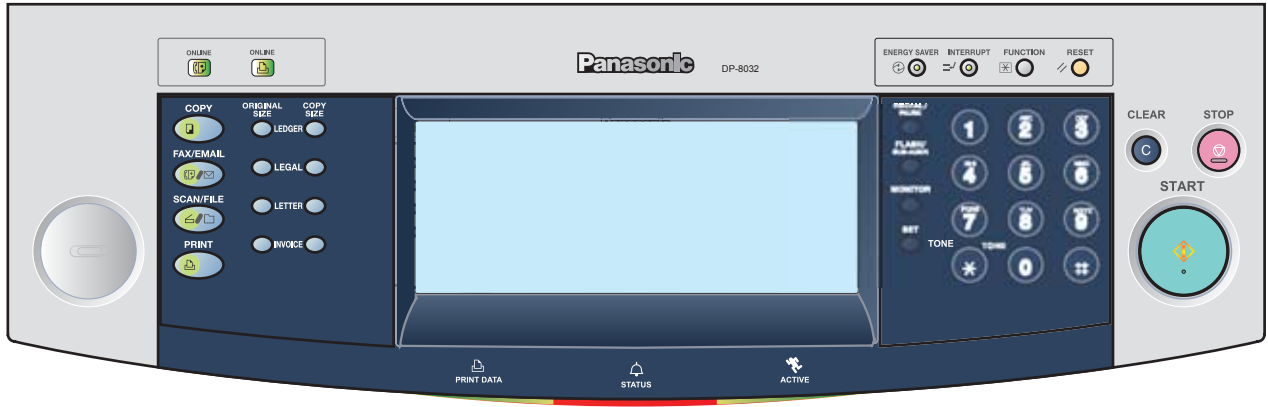 ONLINE
ONLINE
Panasonic
DP-8032
ENERGY SAVER
INTERRUPT
FUNCTION
RESET
COPY
FAX/EMAIL
SCAN/FILE
PRINT
ORIGINAL
SIZE
COPY
SIZE
LEDGER
LEGAL
LETTER
INVOICE
MONITOR
SET
TONE
TONE
1
2
3
4
5
6
7
8
9
*
0
#
CLEAR
C
STOP
START
PRINT DATA
STATUS
ACTIVE